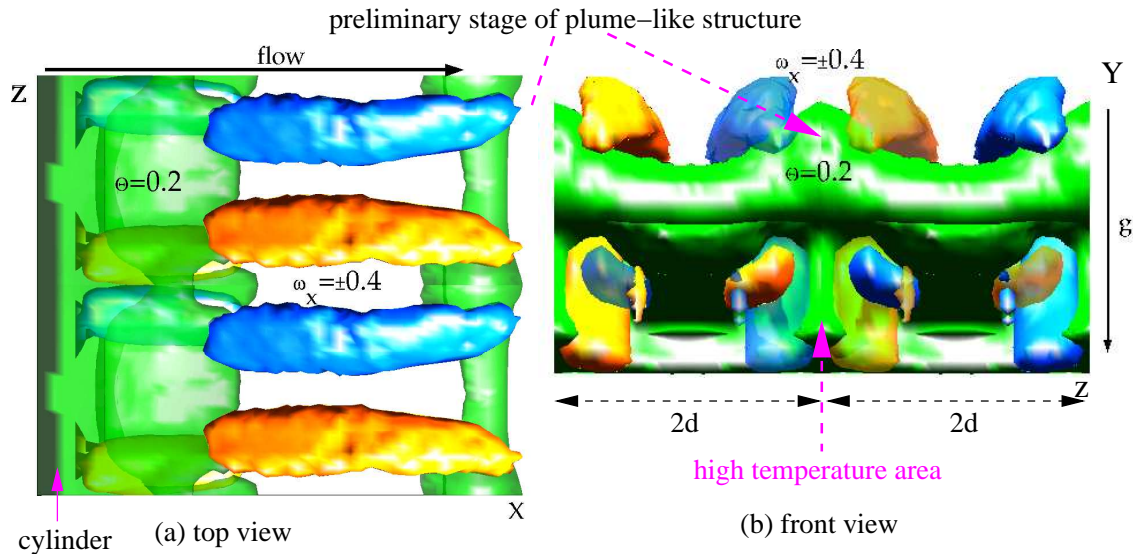 preliminary stage of plume−like structure
flow
z
Θ=0.2
ω_x=±0.4
x
cylinder
(a) top view
ω_x=±0.4
Y
Θ=0.2
g
z
2d
2d
high temperature area
(b) front view